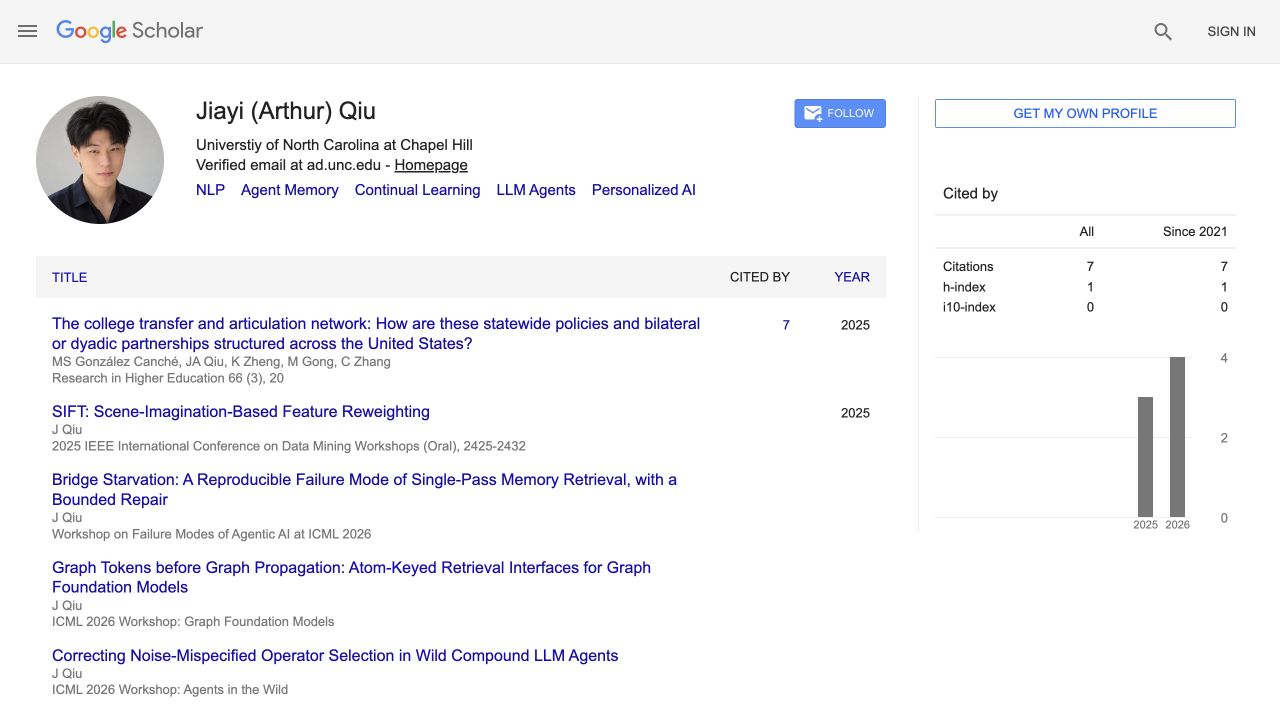 Google Scholar
SIGN IN
Jiayi (Arthur) Qiu
FOLLOW
Universtiy of North Carolina at Chapel Hill
Verified email at ad.unc.edu - Homepage
NLP Agent Memory Continual Learning LLM Agents Personalized AI
TITLE CITED BY YEAR
The college transfer and articulation network: How are these statewide policies and bilateral 7 2025
or dyadic partnerships structured across the United States?
MS González Canché, JA Qiu, K Zheng, M Gong, C Zhang
Research in Higher Education 66 (3), 20
SIFT: Scene-Imagination-Based Feature Reweighting 2025
J Qiu
2025 IEEE International Conference on Data Mining Workshops (Oral), 2425-2432
Bridge Starvation: A Reproducible Failure Mode of Single-Pass Memory Retrieval, with a
Bounded Repair
J Qiu
Workshop on Failure Modes of Agentic AI at ICML 2026
Graph Tokens before Graph Propagation: Atom-Keyed Retrieval Interfaces for Graph
Foundation Models
J Qiu
ICML 2026 Workshop: Graph Foundation Models
Correcting Noise-Mispecified Operator Selection in Wild Compound LLM Agents
J Qiu
ICML 2026 Workshop: Agents in the Wild
GET MY OWN PROFILE
Cited by
All Since 2021
Citations 7 7
h-index 1 1
i10-index 0 0
4
2
0
2025 2026